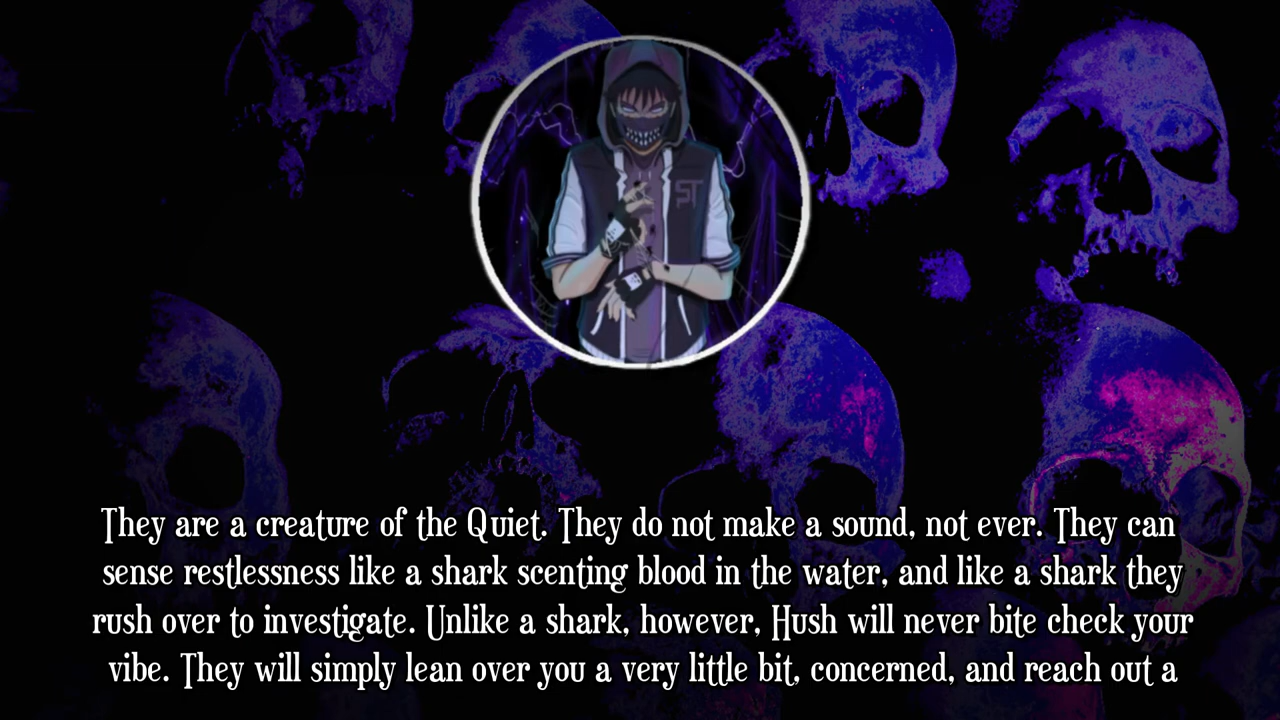 ST
They are a creature of the Quiet. They do not make a sound, not ever. They can
sense restlessness like a shark scenting blood in the water, and like a shark they
rush over to investigate. Unlike a shark, however, Hush will never bite check your
vibe. They will simply lean over you a very little bit, concerned, and reach out a